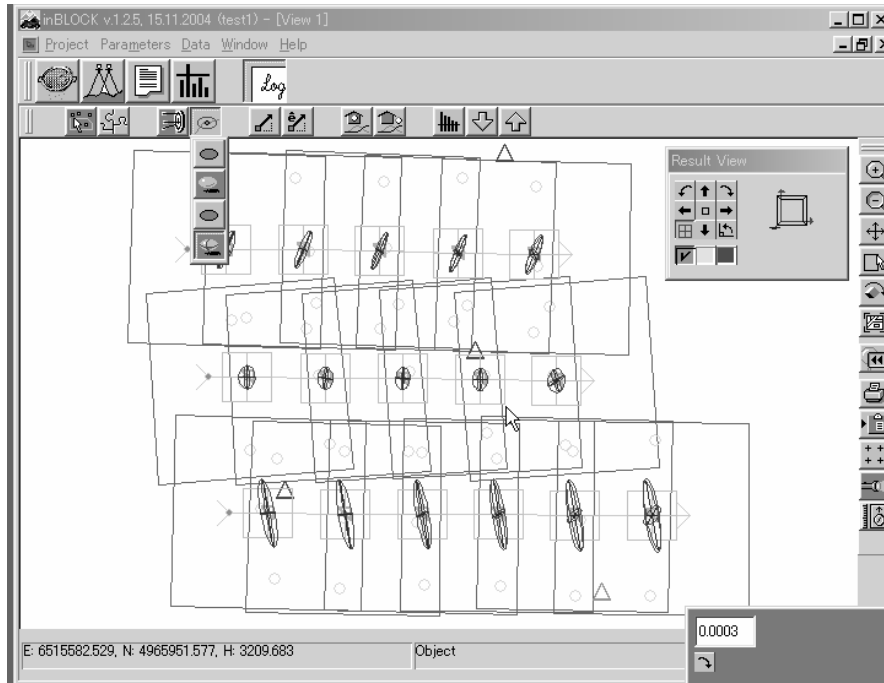 inBLOCK v.1.2.5, 15.11.2004 (test1) - [View 1]
Project Parameters Data Window Help
Log
Result View
0.0003
E: 6515582.529, N: 4965951.577, H: 3209.683
Object